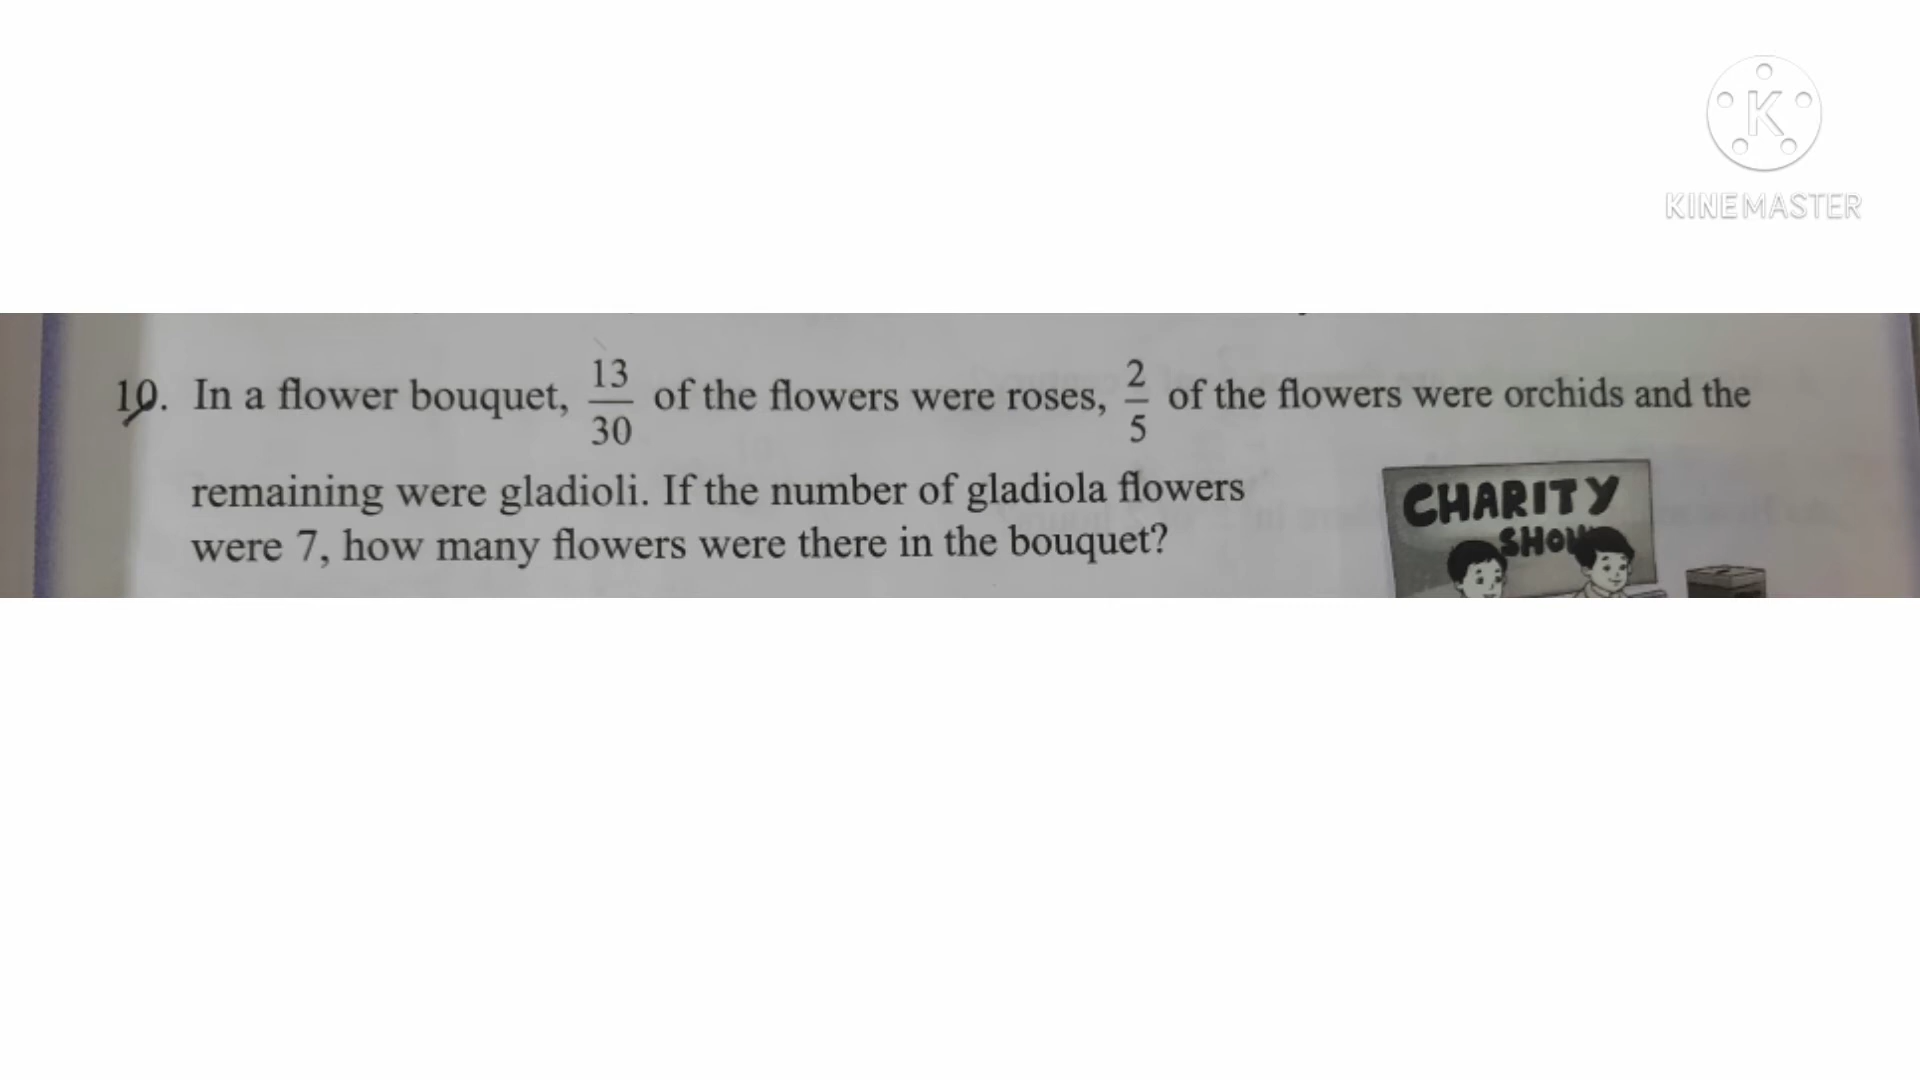 K
KINEMASTER
10. In a flower bouquet, 13/30 of the flowers were roses, 2/5 of the flowers were orchids and the
remaining were gladioli. If the number of gladiola flowers
were 7, how many flowers were there in the bouquet?
CHARITY
SHOW